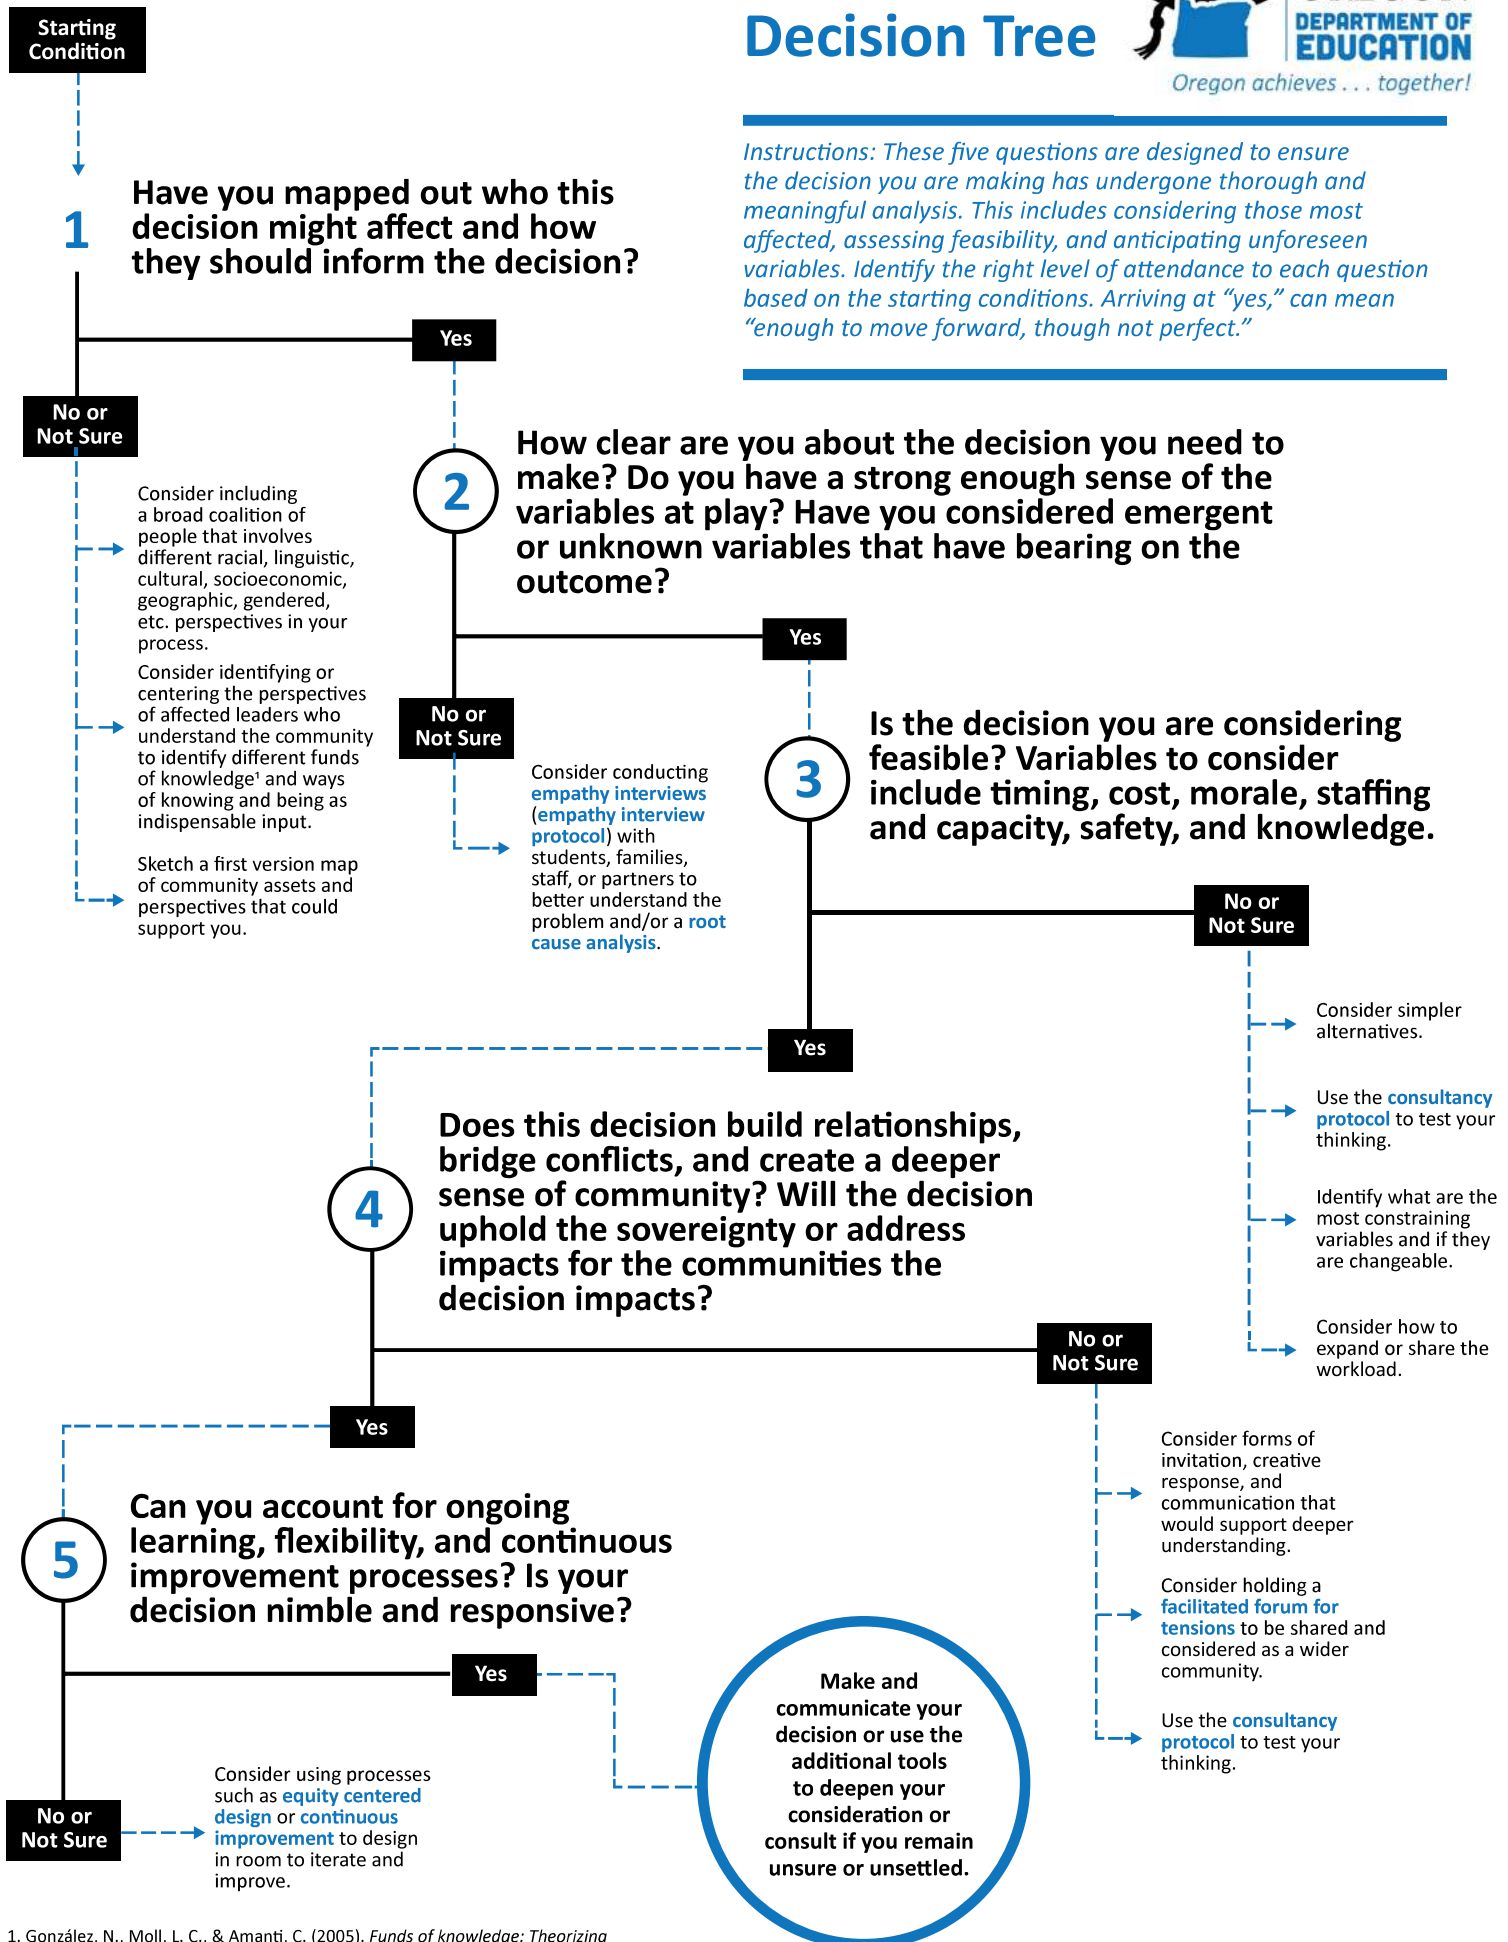 Starting
Condition
Decision Tree
DEPARTMENT OF
EDUCATION
Oregon achieves . . . together!
Instructions: These five questions are designed to ensure
the decision you are making has undergone thorough and
meaningful analysis. This includes considering those most
affected, assessing feasibility, and anticipating unforeseen
variables. Identify the right level of attendance to each question
based on the starting conditions. Arriving at “yes,” can mean
“enough to move forward, though not perfect.”
1
Have you mapped out who this
decision might affect and how
they should inform the decision?
Yes
No or
Not Sure
Consider including
a broad coalition of
people that involves
different racial, linguistic,
cultural, socioeconomic,
geographic, gendered,
etc. perspectives in your
process.
Consider identifying or
centering the perspectives
of affected leaders who
understand the community
to identify different funds
of knowledge¹ and ways
of knowing and being as
indispensable input.
Sketch a first version map
of community assets and
perspectives that could
support you.
2
How clear are you about the decision you need to
make? Do you have a strong enough sense of the
variables at play? Have you considered emergent
or unknown variables that have bearing on the
outcome?
Yes
No or
Not Sure
Consider conducting
empathy interviews
(empathy interview
protocol) with
students, families,
staff, or partners to
better understand the
problem and/or a root
cause analysis.
3
Is the decision you are considering
feasible? Variables to consider
include timing, cost, morale, staffing
and capacity, safety, and knowledge.
No or
Not Sure
Consider simpler
alternatives.
Use the consultancy
protocol to test your
thinking.
Identify what are the
most constraining
variables and if they
are changeable.
Consider how to
expand or share the
workload.
Yes
4
Does this decision build relationships,
bridge conflicts, and create a deeper
sense of community? Will the decision
uphold the sovereignty or address
impacts for the communities the
decision impacts?
No or
Not Sure
Consider forms of
invitation, creative
response, and
communication that
would support deeper
understanding.
Consider holding a
facilitated forum for
tensions to be shared and
considered as a wider
community.
Use the consultancy
protocol to test your
thinking.
Yes
5
Can you account for ongoing
learning, flexibility, and continuous
improvement processes? Is your
decision nimble and responsive?
Yes
No or
Not Sure
Consider using processes
such as equity centered
design or continuous
improvement to design
in room to iterate and
improve.
Make and
communicate your
decision or use the
additional tools
to deepen your
consideration or
consult if you remain
unsure or unsettled.
1. González, N., Moll, L. C., & Amanti, C. (2005). Funds of knowledge: Theorizing